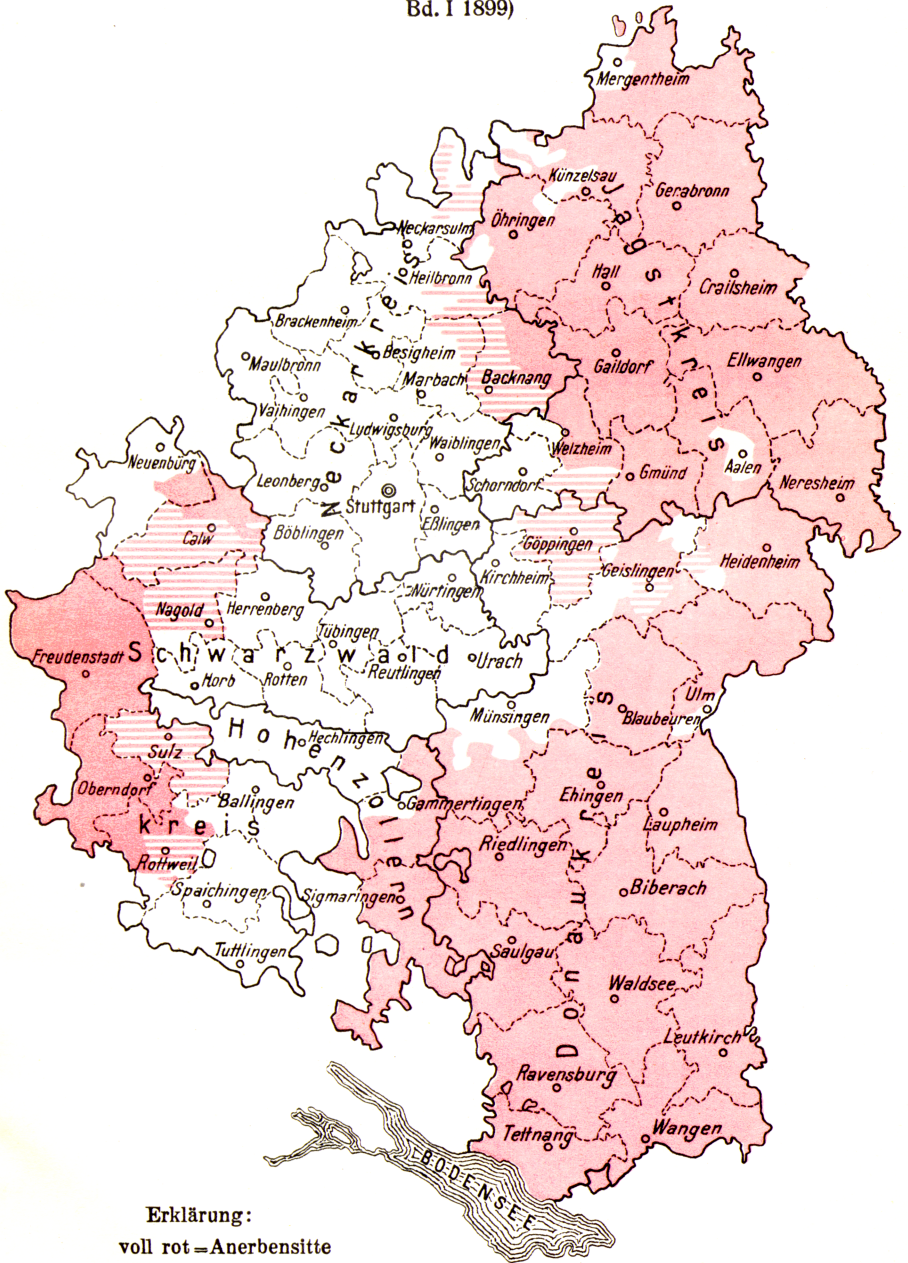 Bd. I 1899)
Mergentheim
Künzelsau
Gerabronn
Öhringen
Jagstkreis
Neckarsulm
Hall
Crailsheim
Heilbronn
Brackenheim
Besigheim
Maulbronn
Marbach
Backnang
Gaildorf
Ellwangen
Vaihingen
Neckarkreis
Ludwigsburg
Waiblingen
Welzheim
Neuenbürg
Leonberg
Schorndorf
Gmünd
Aalen
Neresheim
Stuttgart
Eßlingen
Calw
Böblingen
Göppingen
Geislingen
Heidenheim
Kirchheim
Nürtingen
Nagold
Herrenberg
Tübingen
Freudenstadt
Schwarzwald
Reutlingen
Urach
Horb
Rotten
Münsingen
Blaubeuren
Ulm
Hohenzollern
Hechlingen
Sulz
Oberndorf
Ballingen
Gammertingen
Ehingen
Laupheim
kreis
Rottweil
Riedlingen
Spaichingen
Sigmaringen
Biberach
Tuttlingen
Saulgau
Donaukreis
Waldsee
Leutkirch
Ravensburg
Tettnang
Wangen
BODENSEE
Erklärung:
voll rot=Anerbensitte